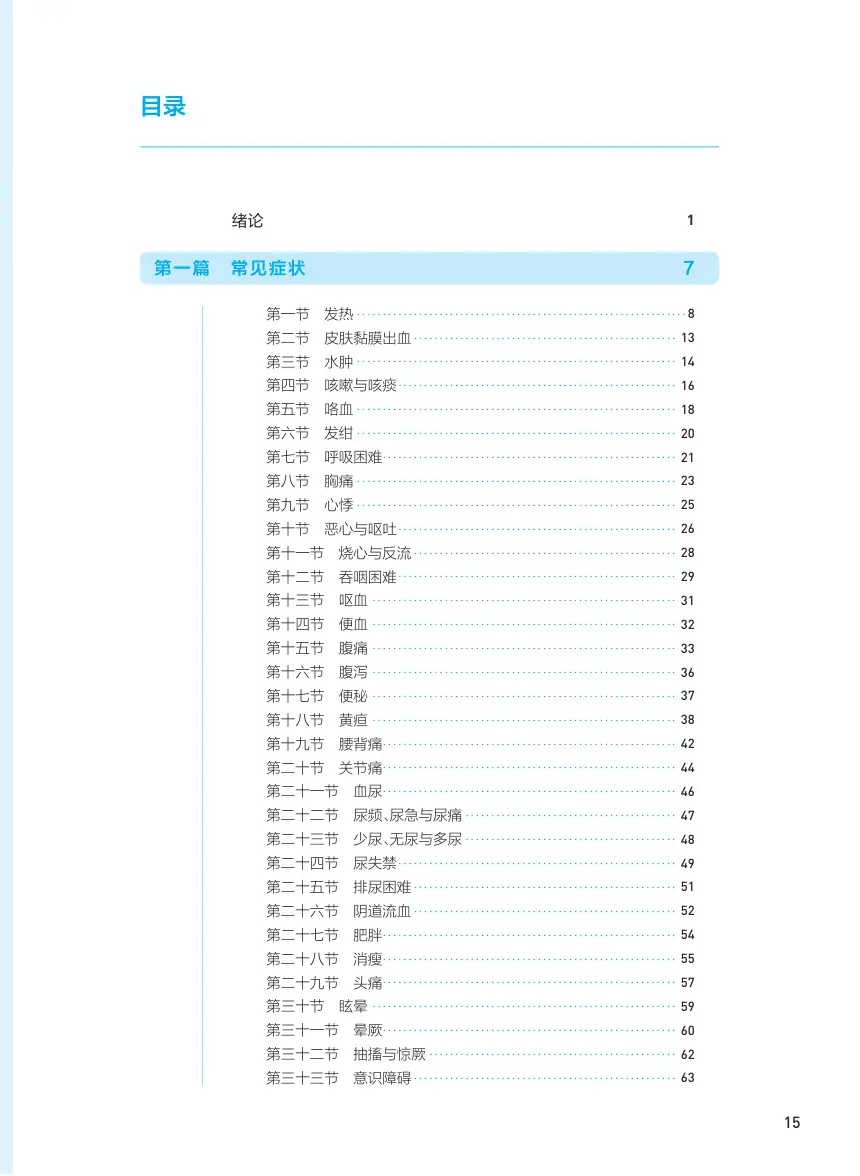 目录
绪论 1
第一篇 常见症状 7
第一节 发热 8
第二节 皮肤黏膜出血 13
第三节 水肿 14
第四节 咳嗽与咳痰 16
第五节 咯血 18
第六节 发绀 20
第七节 呼吸困难 21
第八节 胸痛 23
第九节 心悸 25
第十节 恶心与呕吐 26
第十一节 烧心与反流 28
第十二节 吞咽困难 29
第十三节 呕血 31
第十四节 便血 32
第十五节 腹痛 33
第十六节 腹泻 36
第十七节 便秘 37
第十八节 黄疸 38
第十九节 腰背痛 42
第二十节 关节痛 44
第二十一节 血尿 46
第二十二节 尿频、尿急与尿痛 47
第二十三节 少尿、无尿与多尿 48
第二十四节 尿失禁 49
第二十五节 排尿困难 51
第二十六节 阴道流血 52
第二十七节 肥胖 54
第二十八节 消瘦 55
第二十九节 头痛 57
第三十节 眩晕 59
第三十一节 晕厥 60
第三十二节 抽搐与惊厥 62
第三十三节 意识障碍 63
15